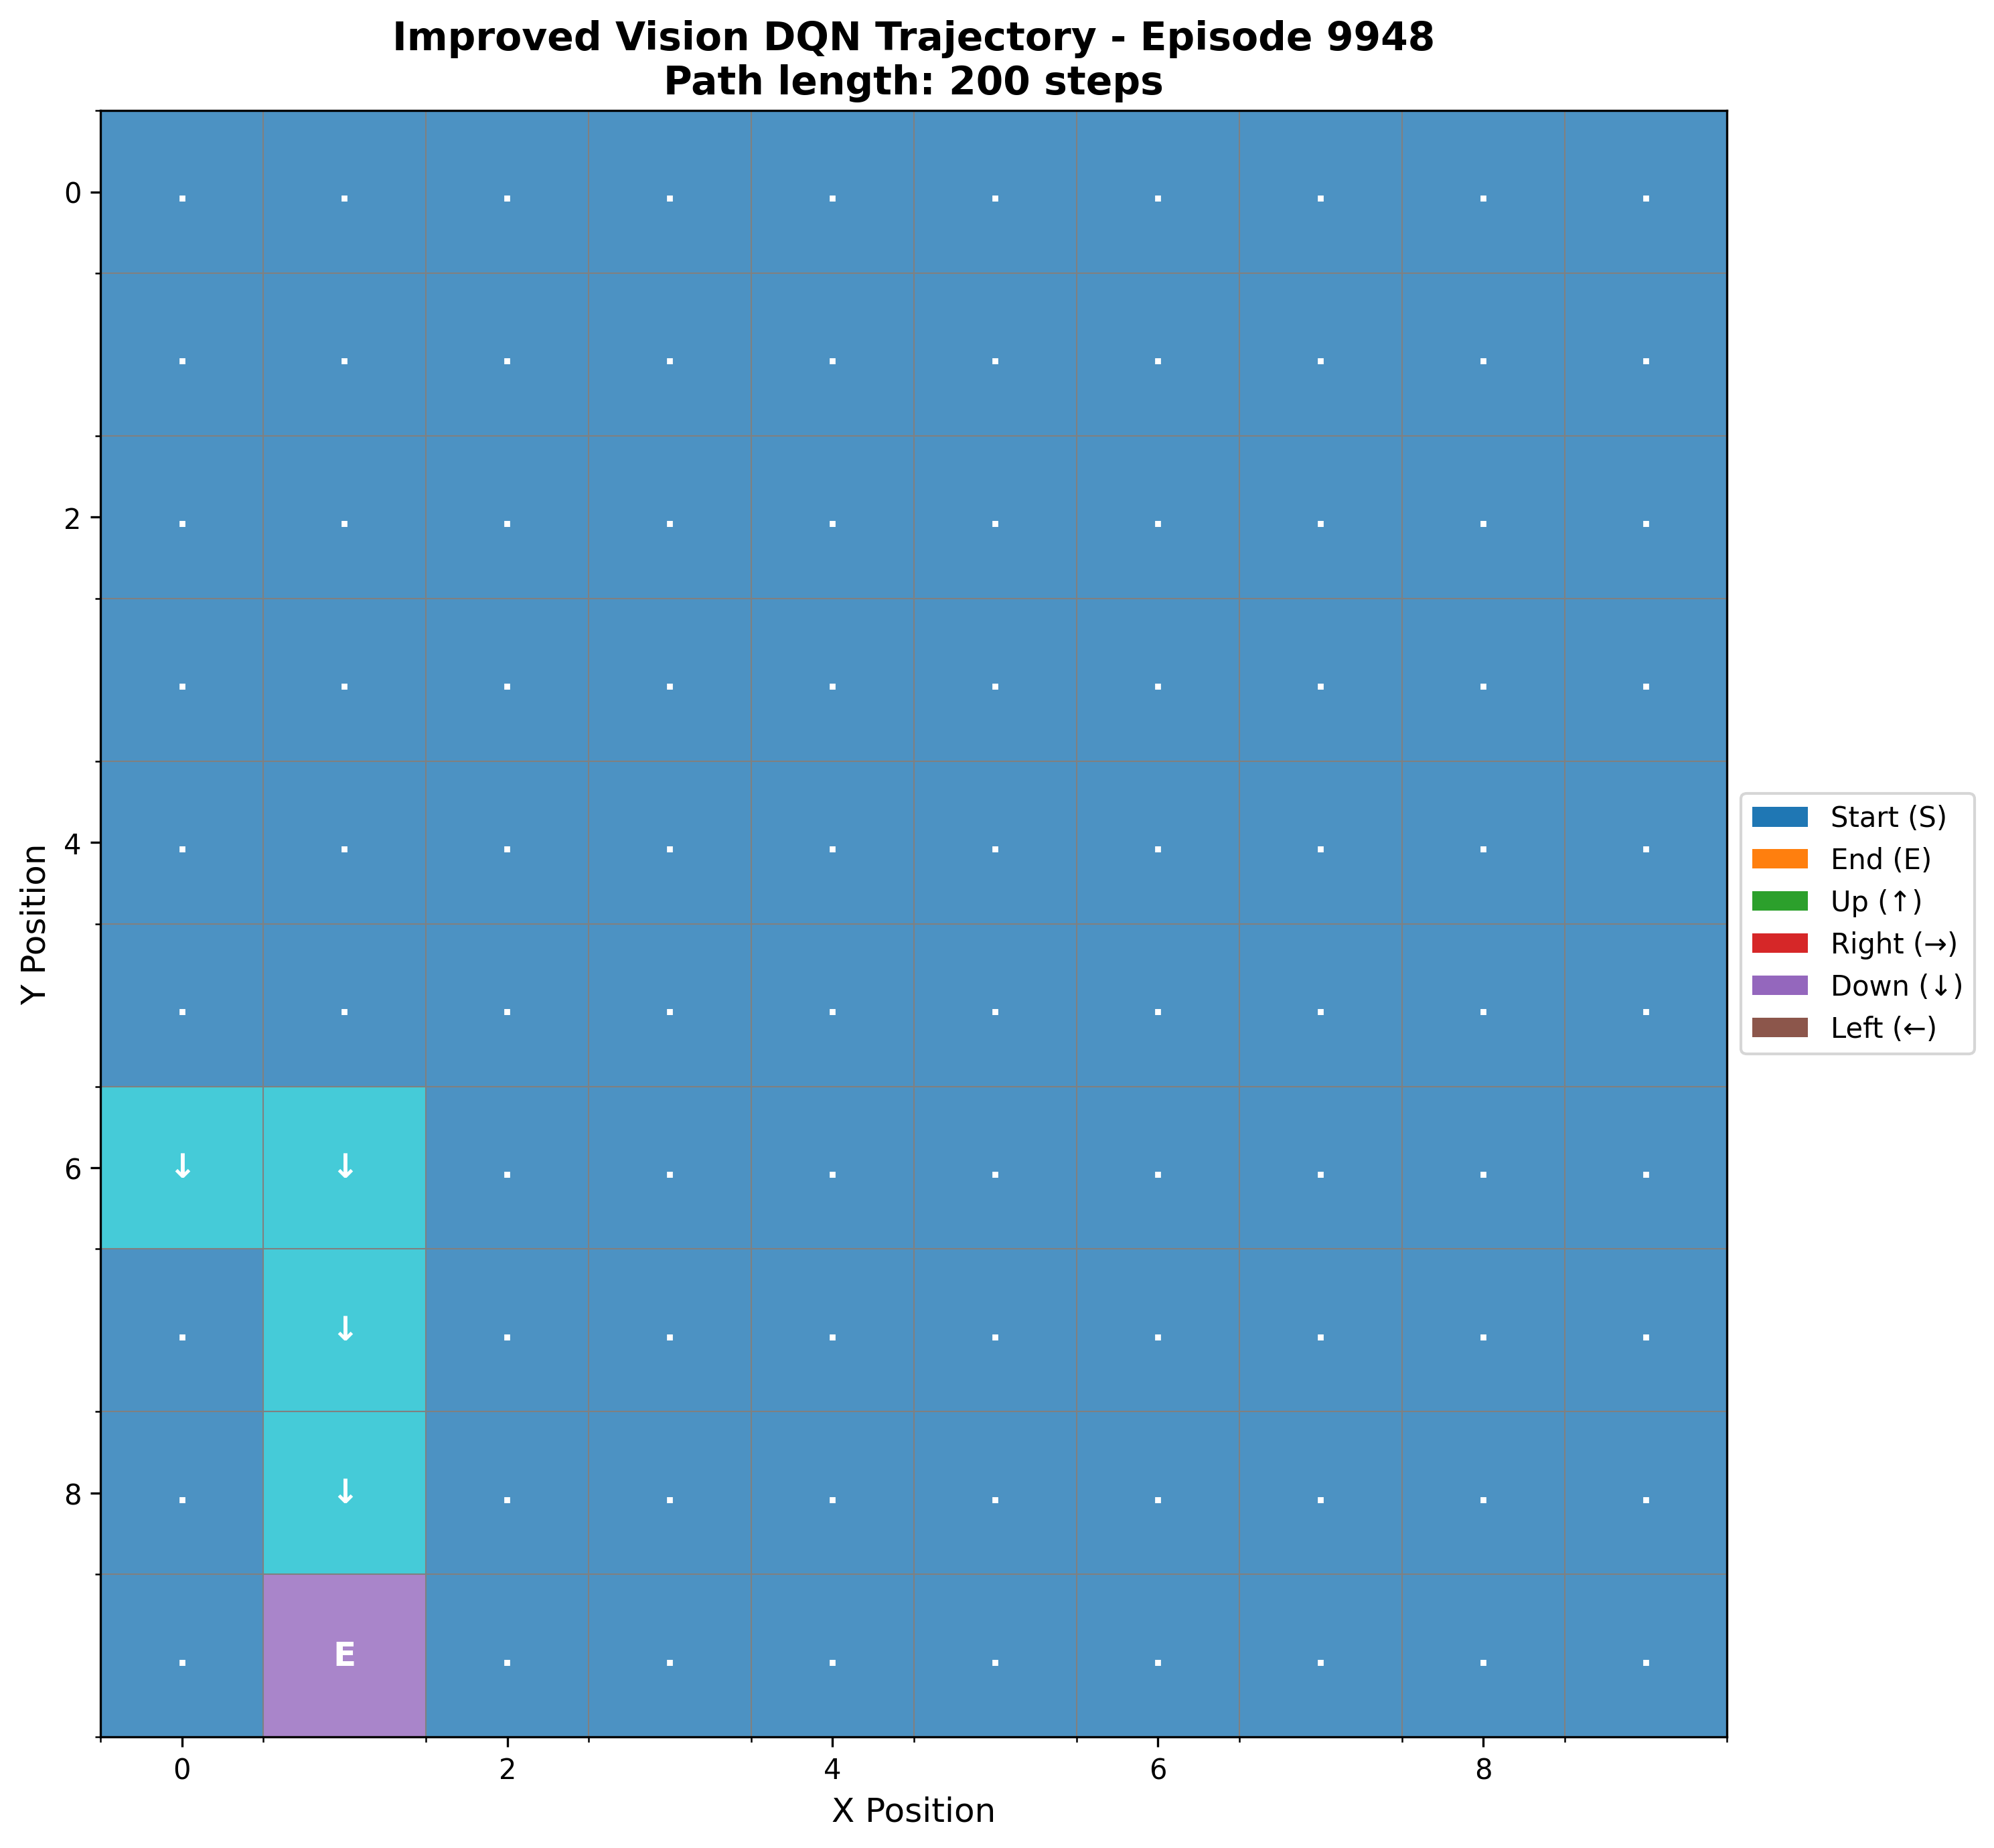 Improved Vision DQN Trajectory - Episode 9948
Path length: 200 steps
0
. . . . . . . . . .
. . . . . . . . . .
2
. . . . . . . . . .
. . . . . . . . . .
4
. . . . . . . . . .
. . . . . . . . . .
6
↓ ↓ . . . . . . . .
. ↓ . . . . . . . .
8
. ↓ . . . . . . . .
. E . . . . . . . .
0 2 4 6 8
X Position
Y Position
Start (S)
End (E)
Up (↑)
Right (→)
Down (↓)
Left (←)